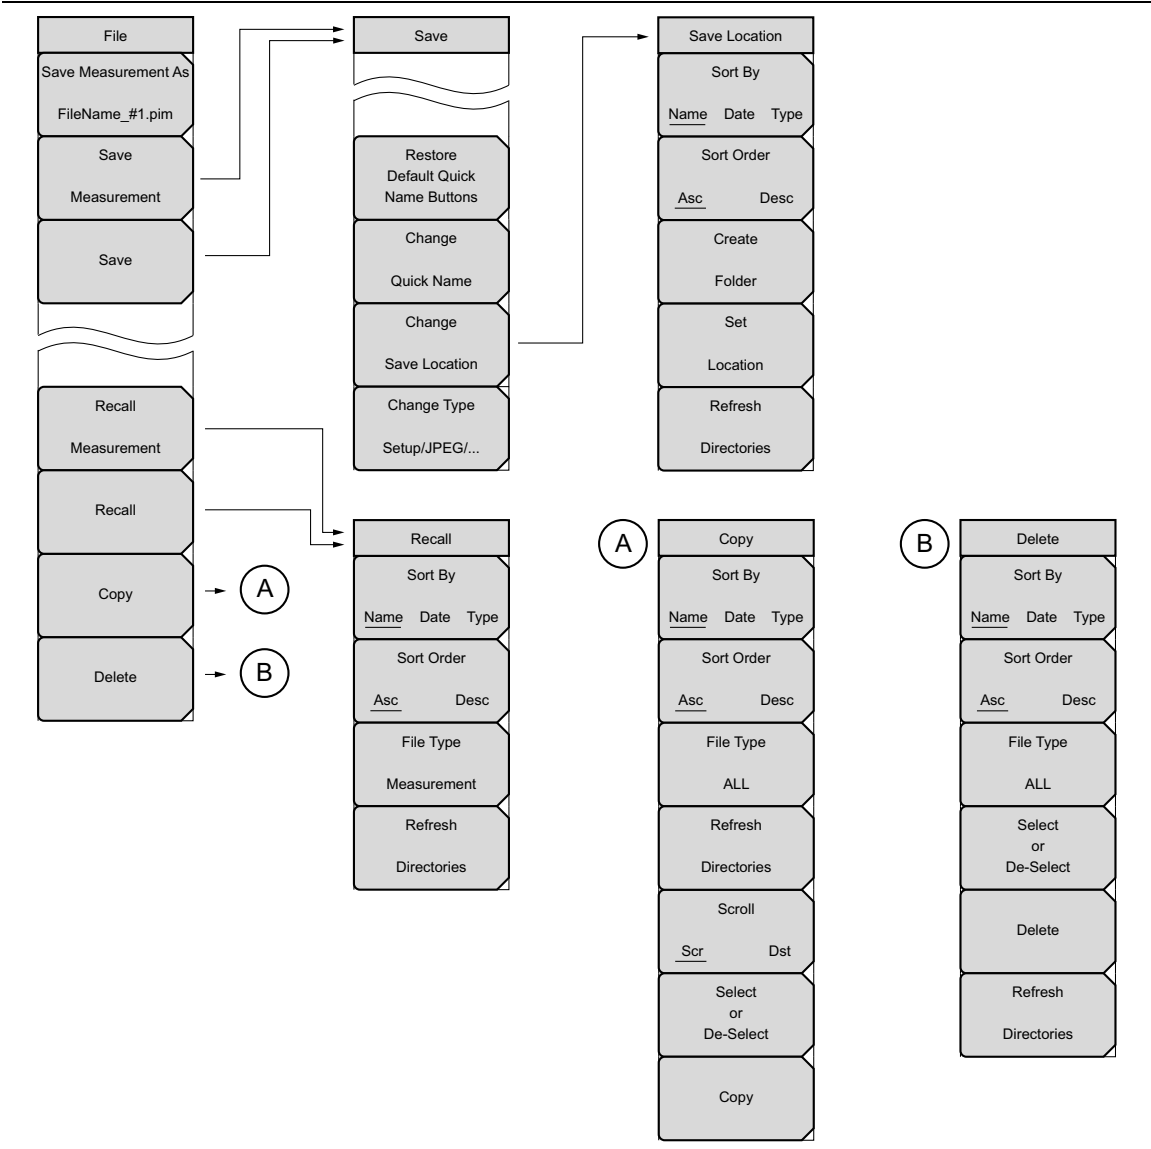 File
Save Measurement As
FileName_#1.pim
Save
Measurement
Save
Recall
Measurement
Recall
Copy
Delete
A
B
Save
Restore
Default Quick
Name Buttons
Change
Quick Name
Change
Save Location
Change Type
Setup/JPEG/...
Save Location
Sort By
Name Date Type
Sort Order
Asc Desc
Create
Folder
Set
Location
Refresh
Directories
Recall
Sort By
Name Date Type
Sort Order
Asc Desc
File Type
Measurement
Refresh
Directories
A
Copy
Sort By
Name Date Type
Sort Order
Asc Desc
File Type
ALL
Refresh
Directories
Scroll
Scr Dst
Select
or
De-Select
Copy
B
Delete
Sort By
Name Date Type
Sort Order
Asc Desc
File Type
ALL
Select
or
De-Select
Delete
Refresh
Directories